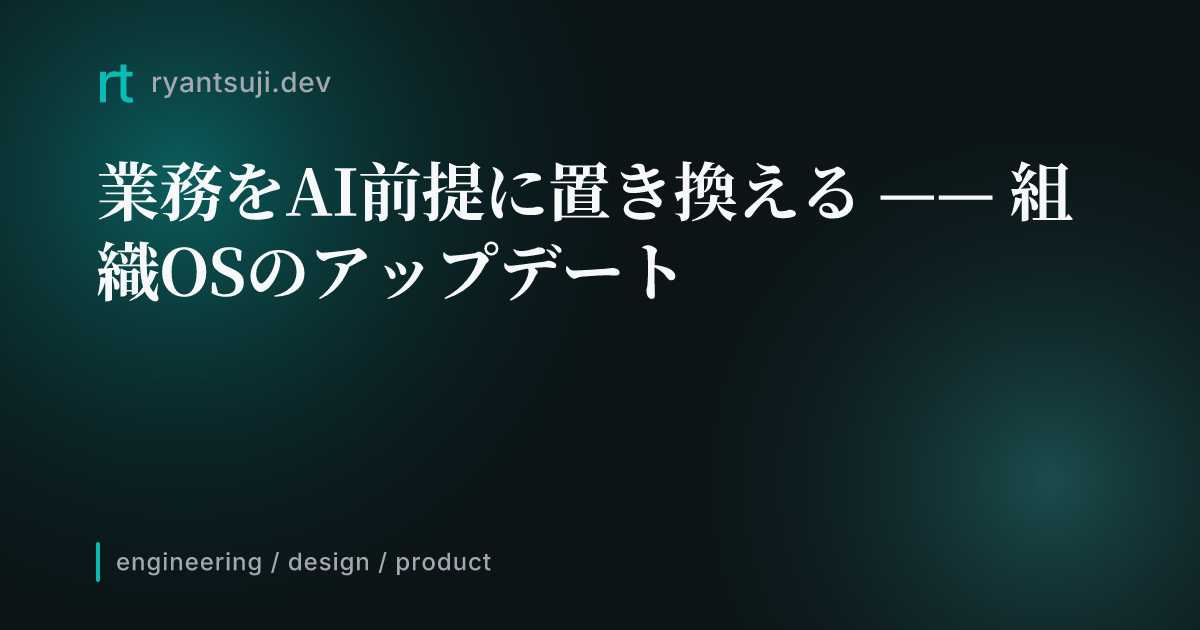 rt ryantsuji.dev
業務をAI前提に置き換える —— 組
織OSのアップデート
engineering / design / product